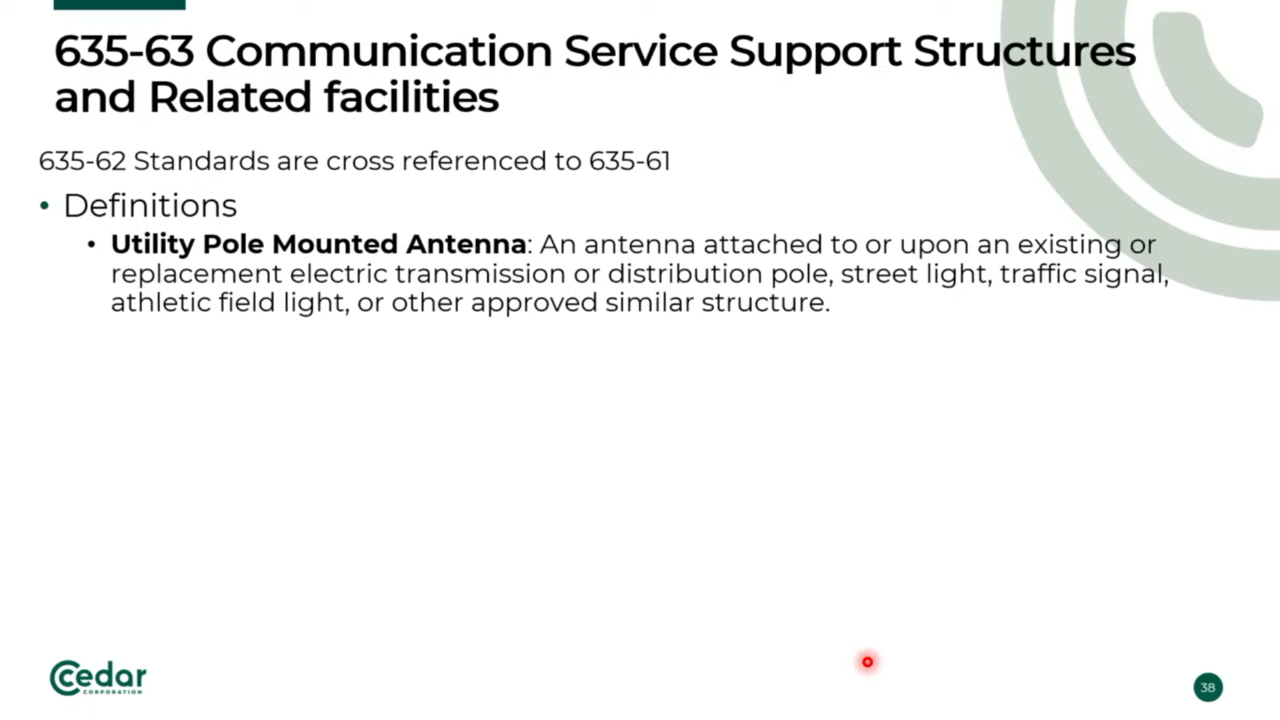 635-63 Communication Service Support Structures
and Related facilities
635-62 Standards are cross referenced to 635-61
• Definitions
• Utility Pole Mounted Antenna: An antenna attached to or upon an existing or
replacement electric transmission or distribution pole, street light, traffic signal,
athletic field light, or other approved similar structure.
Cedar
CORPORATION
38